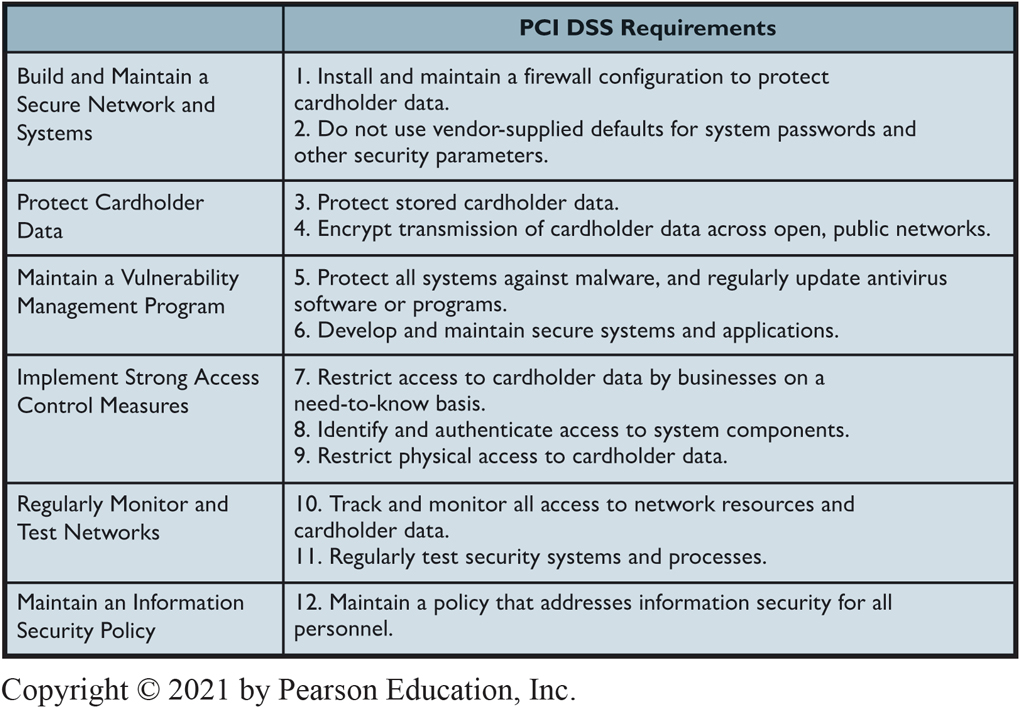 PCI DSS Requirements
Build and Maintain a
Secure Network and
Systems
1. Install and maintain a firewall configuration to protect
cardholder data.
2. Do not use vendor-supplied defaults for system passwords and
other security parameters.
Protect Cardholder
Data
3. Protect stored cardholder data.
4. Encrypt transmission of cardholder data across open, public networks.
Maintain a Vulnerability
Management Program
5. Protect all systems against malware, and regularly update antivirus
software or programs.
6. Develop and maintain secure systems and applications.
Implement Strong Access
Control Measures
7. Restrict access to cardholder data by businesses on a
need-to-know basis.
8. Identify and authenticate access to system components.
9. Restrict physical access to cardholder data.
Regularly Monitor and
Test Networks
10. Track and monitor all access to network resources and
cardholder data.
11. Regularly test security systems and processes.
Maintain an Information
Security Policy
12. Maintain a policy that addresses information security for all
personnel.
Copyright © 2021 by Pearson Education, Inc.